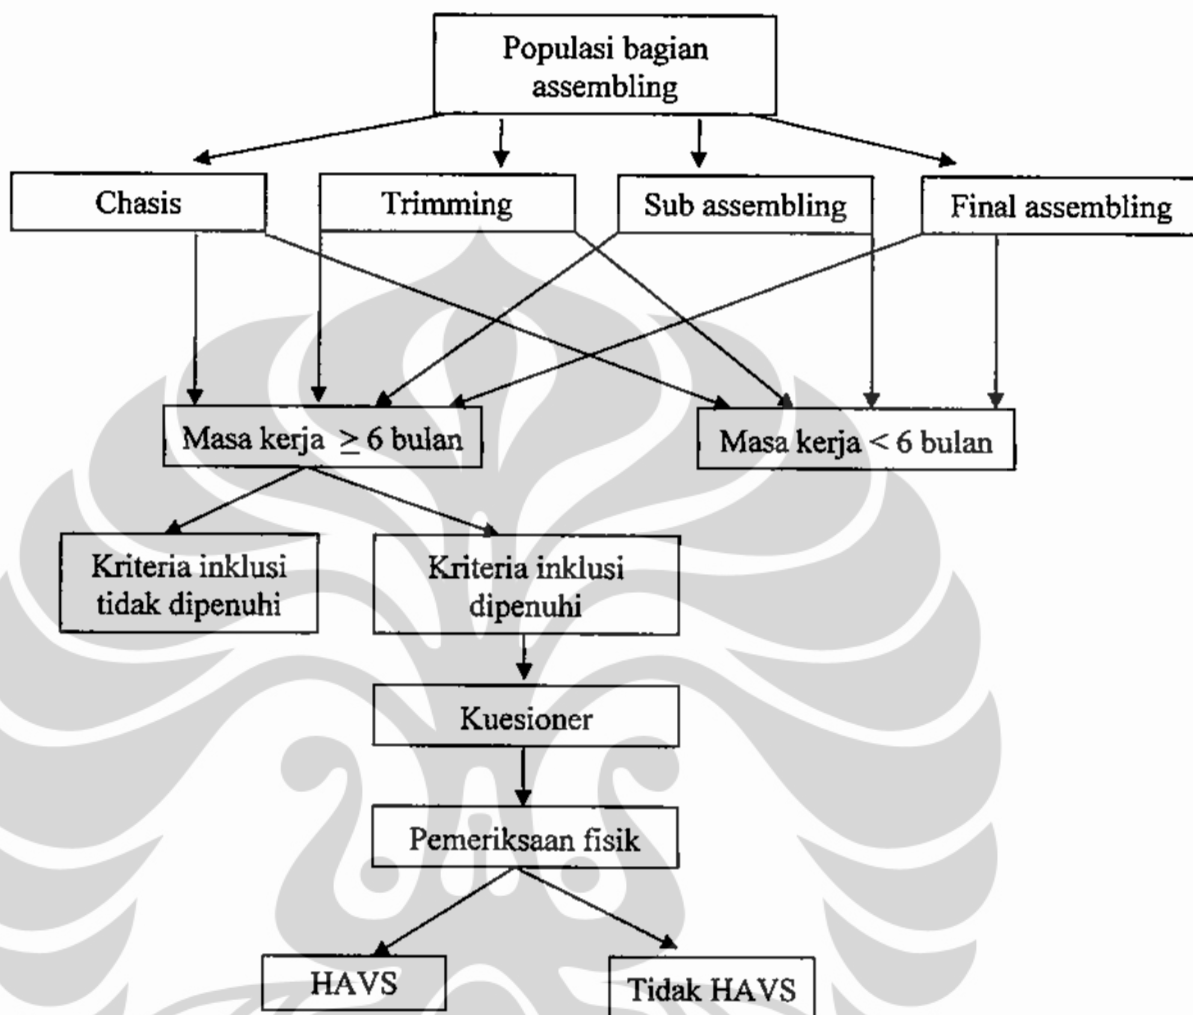 Populasi bagian
assembling
Chasis
Trimming
Sub assembling
Final assembling
Masa kerja ≥ 6 bulan
Masa kerja < 6 bulan
Kriteria inklusi
tidak dipenuhi
Kriteria inklusi
dipenuhi
Kuesioner
Pemeriksaan fisik
HAVS
Tidak HAVS